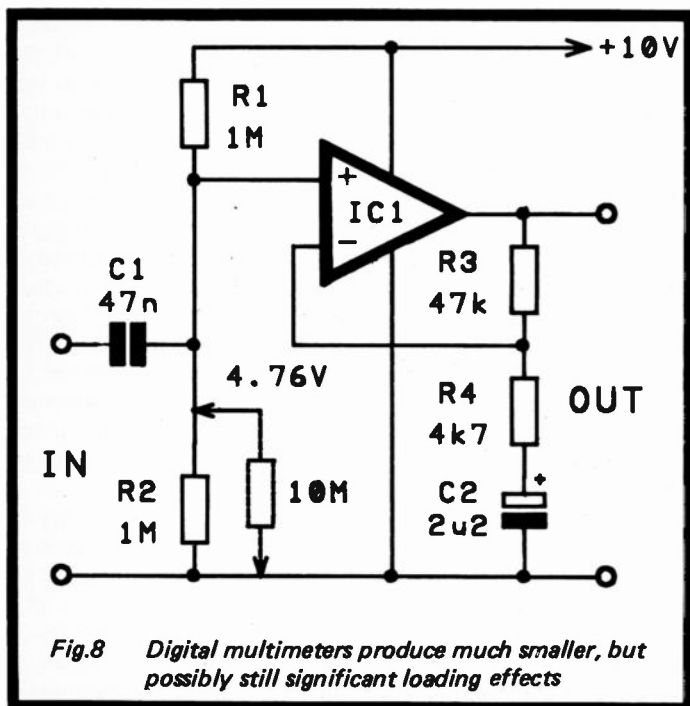 +10V
R1
1M
+
IC1
−
C1
47n
R3
47k
4.76V
R4
4k7
OUT
IN
R2
1M
10M
+
C2
2u2
Fig.8 Digital multimeters produce much smaller, but
possibly still significant loading effects